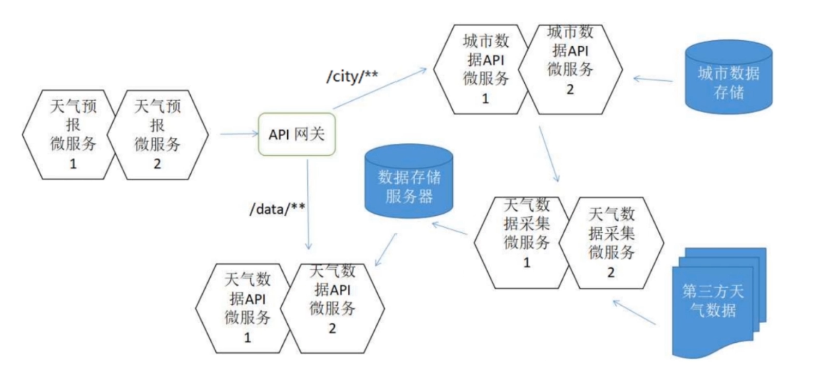 天气预
报
微服务
1
天气预
报
微服务
2
API 网关
/city/**
/data/**
城市数
据API
微服务
1
城市数
据API
微服务
2
城市数据
存储
数据存储
服务器
天气数
据采集
微服务
1
天气数
据采集
微服务
2
第三方天
气数据
天气数
据API
微服务
1
天气数
据API
微服务
2